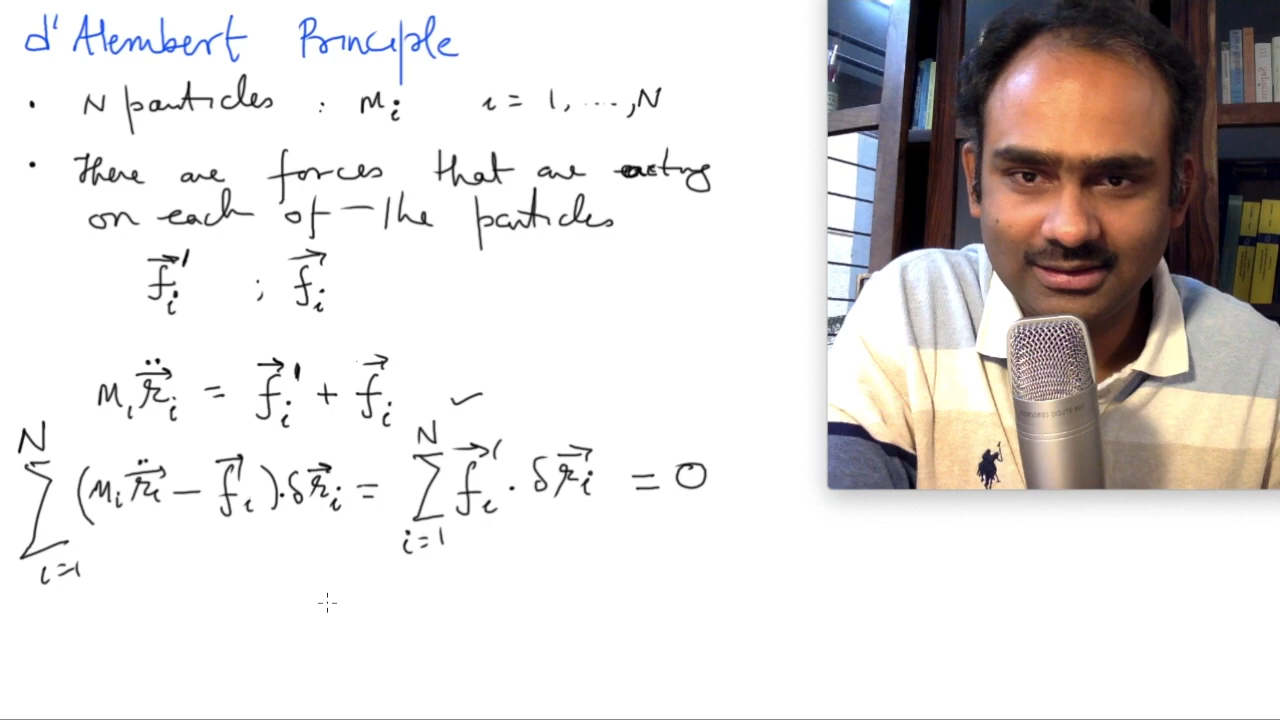 d'Alembert Principle
· N particles : mᵢ i = 1, ...., N
· There are forces that are acting
on each of the particles
f⃗ᵢ' ; f⃗ᵢ
mᵢ r⃗̈ᵢ = f⃗ᵢ' + f⃗ᵢ ✓
∑ᵢ₌₁ᴺ (mᵢ r⃗̈ᵢ − f⃗ᵢ)·δr⃗ᵢ = ∑ᵢ₌₁ᴺ f⃗ᵢ' · δr⃗ᵢ = 0